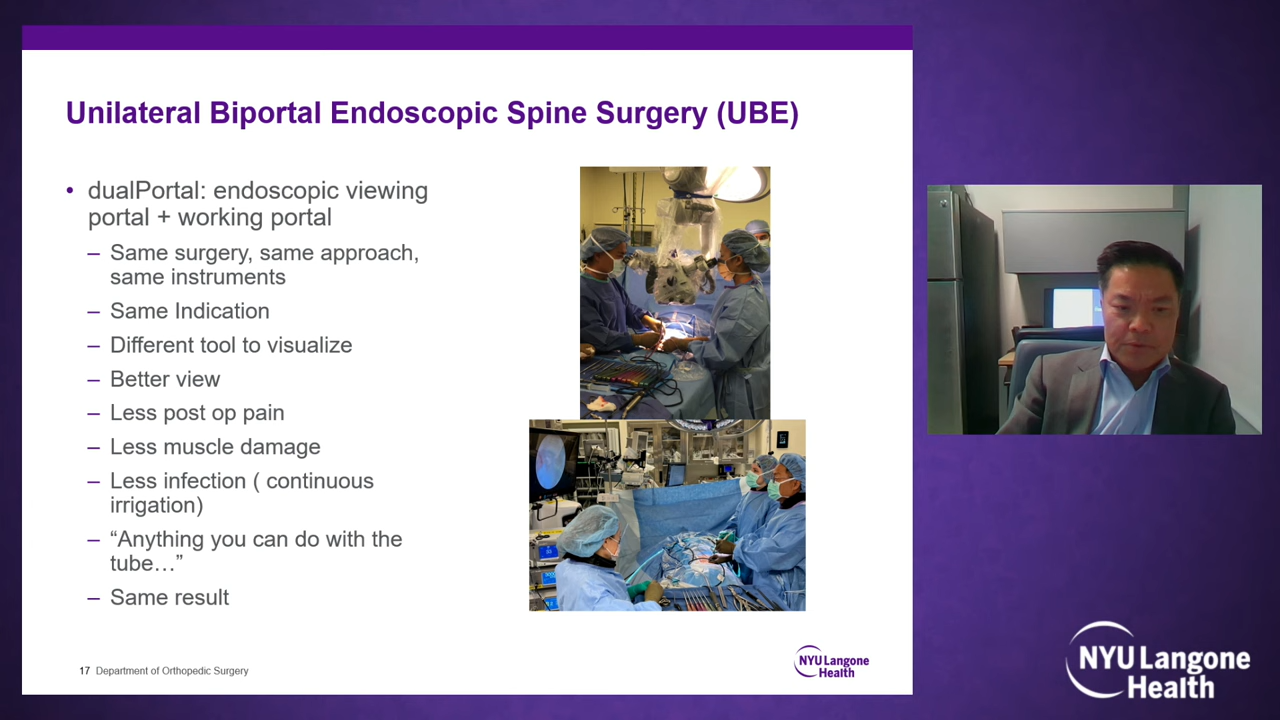 Unilateral Biportal Endoscopic Spine Surgery (UBE)
• dualPortal: endoscopic viewing
portal + working portal
– Same surgery, same approach,
same instruments
– Same Indication
– Different tool to visualize
– Better view
– Less post op pain
– Less muscle damage
– Less infection ( continuous
irrigation)
– “Anything you can do with the
tube…”
– Same result
17 Department of Orthopedic Surgery
NYU Langone
Health
NYU Langone
Health